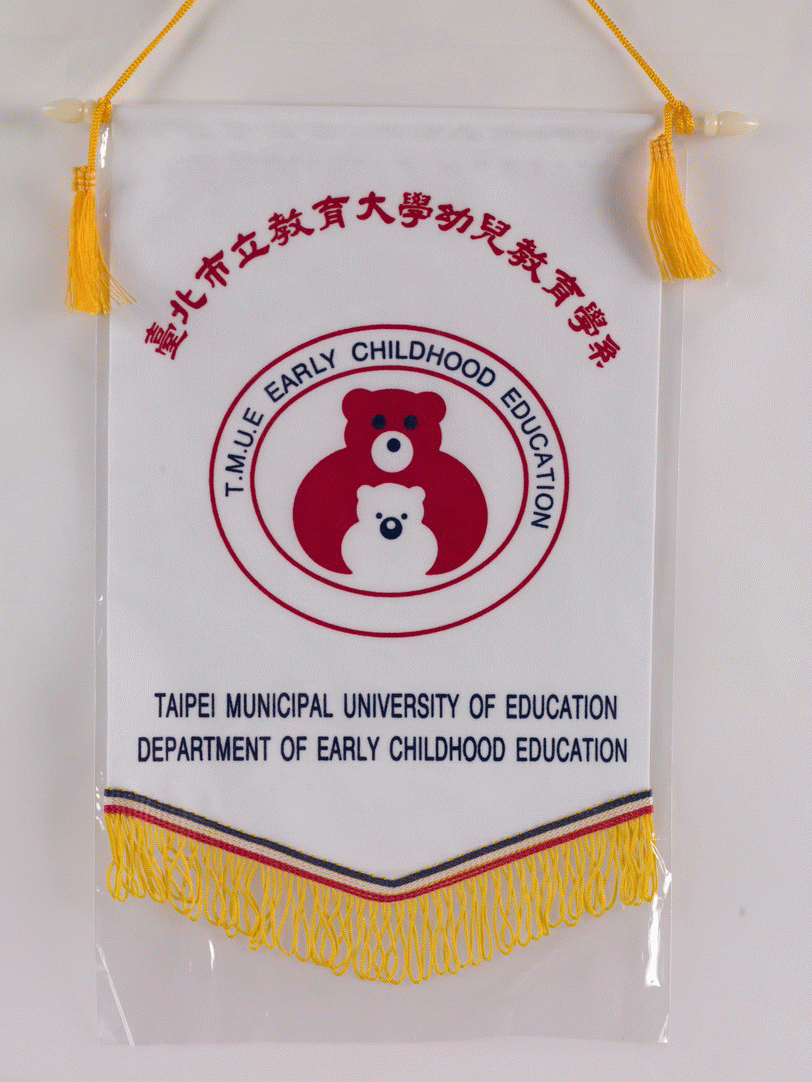 臺北市立教育大學幼兒教育學系
T.M.U.E EARLY CHILDHOOD EDUCATION
TAIPEI MUNICIPAL UNIVERSITY OF EDUCATION
DEPARTMENT OF EARLY CHILDHOOD EDUCATION